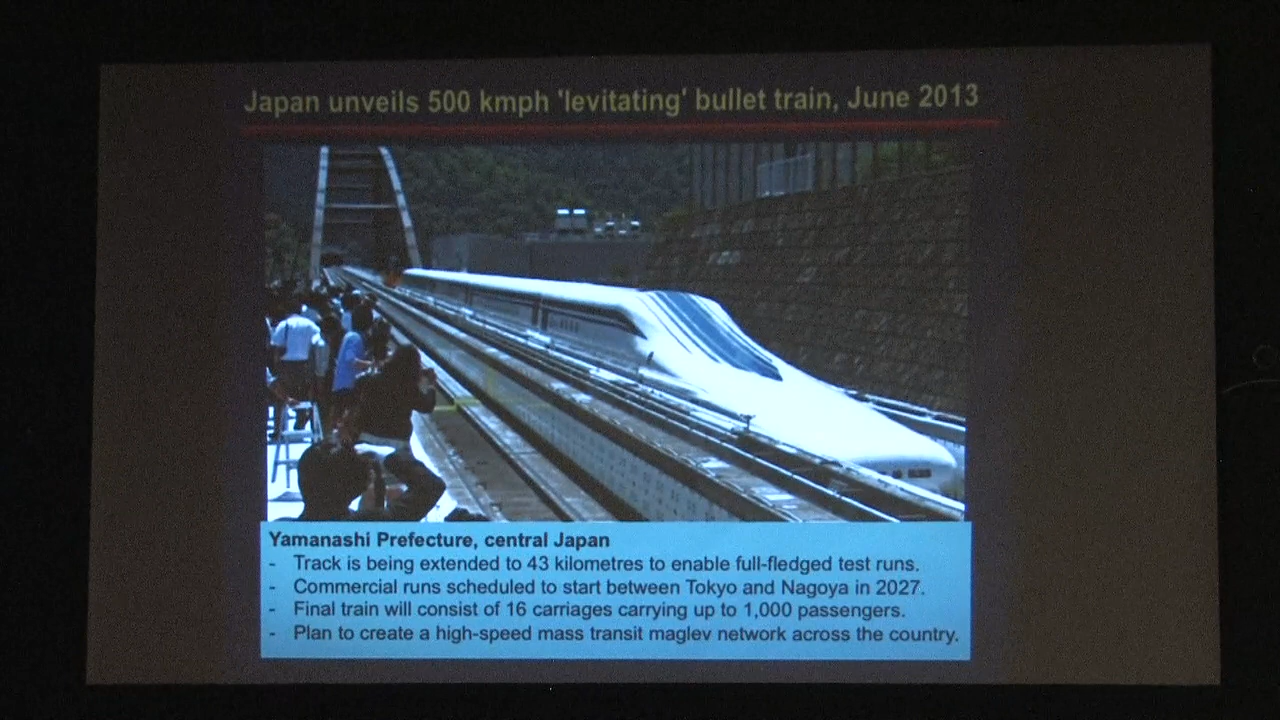 Japan unveils 500 kmph 'levitating' bullet train, June 2013
Yamanashi Prefecture, central Japan
- Track is being extended to 43 kilometres to enable full-fledged test runs.
- Commercial runs scheduled to start between Tokyo and Nagoya in 2027.
- Final train will consist of 16 carriages carrying up to 1,000 passengers.
- Plan to create a high-speed mass transit maglev network across the country.